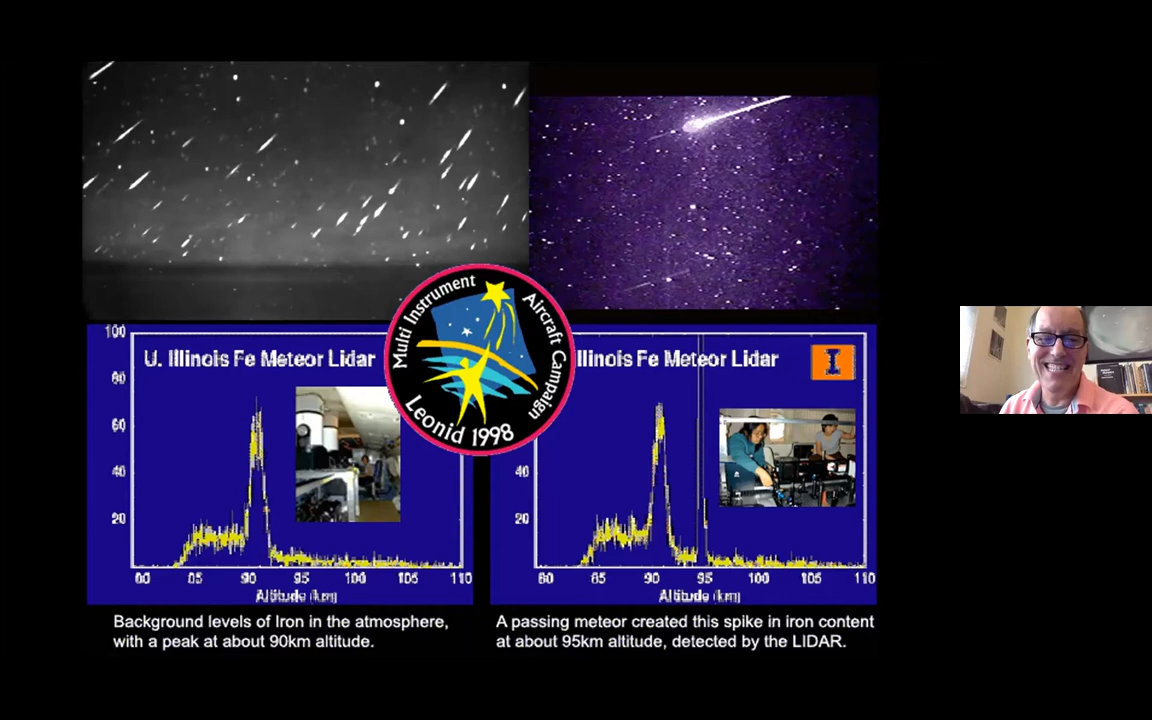 Multi Instrument
Aircraft Campaign
Leonid 1998
100
80
60
40
20
U. Illinois Fe Meteor Lidar
80 85 90 95 100 105 110
Altitude (km)
Illinois Fe Meteor Lidar
I
40
20
80 85 90 95 100 105 110
Altitude (km)
Background levels of Iron in the atmosphere,
with a peak at about 90km altitude.
A passing meteor created this spike in iron content
at about 95km altitude, detected by the LIDAR.